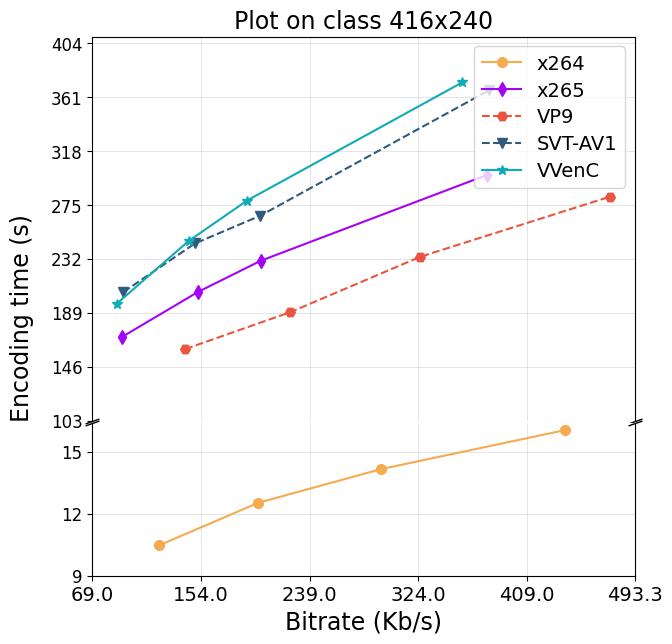 Plot on class 416x240
404
361
318
275
232
189
146
103
15
12
9
Encoding time (s)
x264
x265
VP9
SVT-AV1
VVenC
69.0 154.0 239.0 324.0 409.0 493.3
Bitrate (Kb/s)